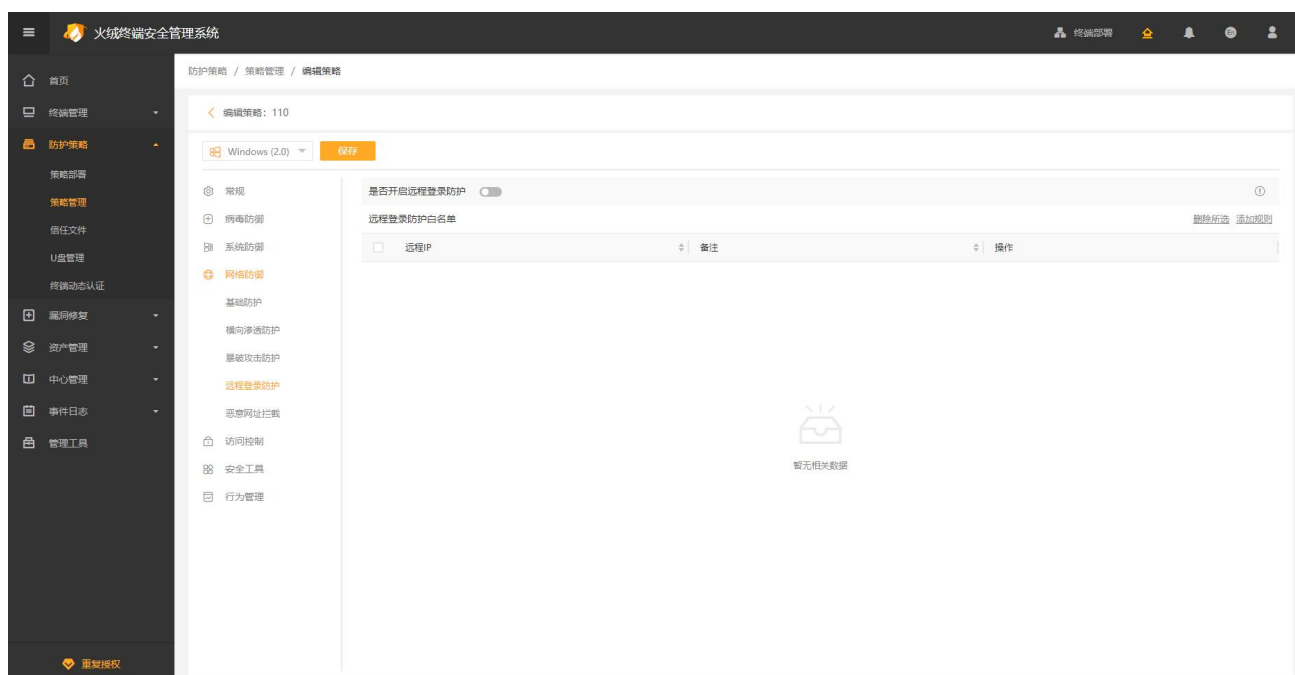 火绒终端安全管理系统
终端部署
首页
终端管理
防护策略
策略部署
策略管理
信任文件
U盘管理
终端动态认证
漏洞修复
资产管理
中心管理
事件日志
管理工具
重复授权
防护策略 / 策略管理 / 编辑策略
编辑策略：110
Windows (2.0) 保存
常规
病毒防御
系统防御
网络防御
基础防护
横向渗透防护
暴破攻击防护
远程登录防护
恶意网址拦截
访问控制
安全工具
行为管理
是否开启远程登录防护
远程登录防护白名单 删除所选 添加规则
远程IP 备注 操作
暂无相关数据